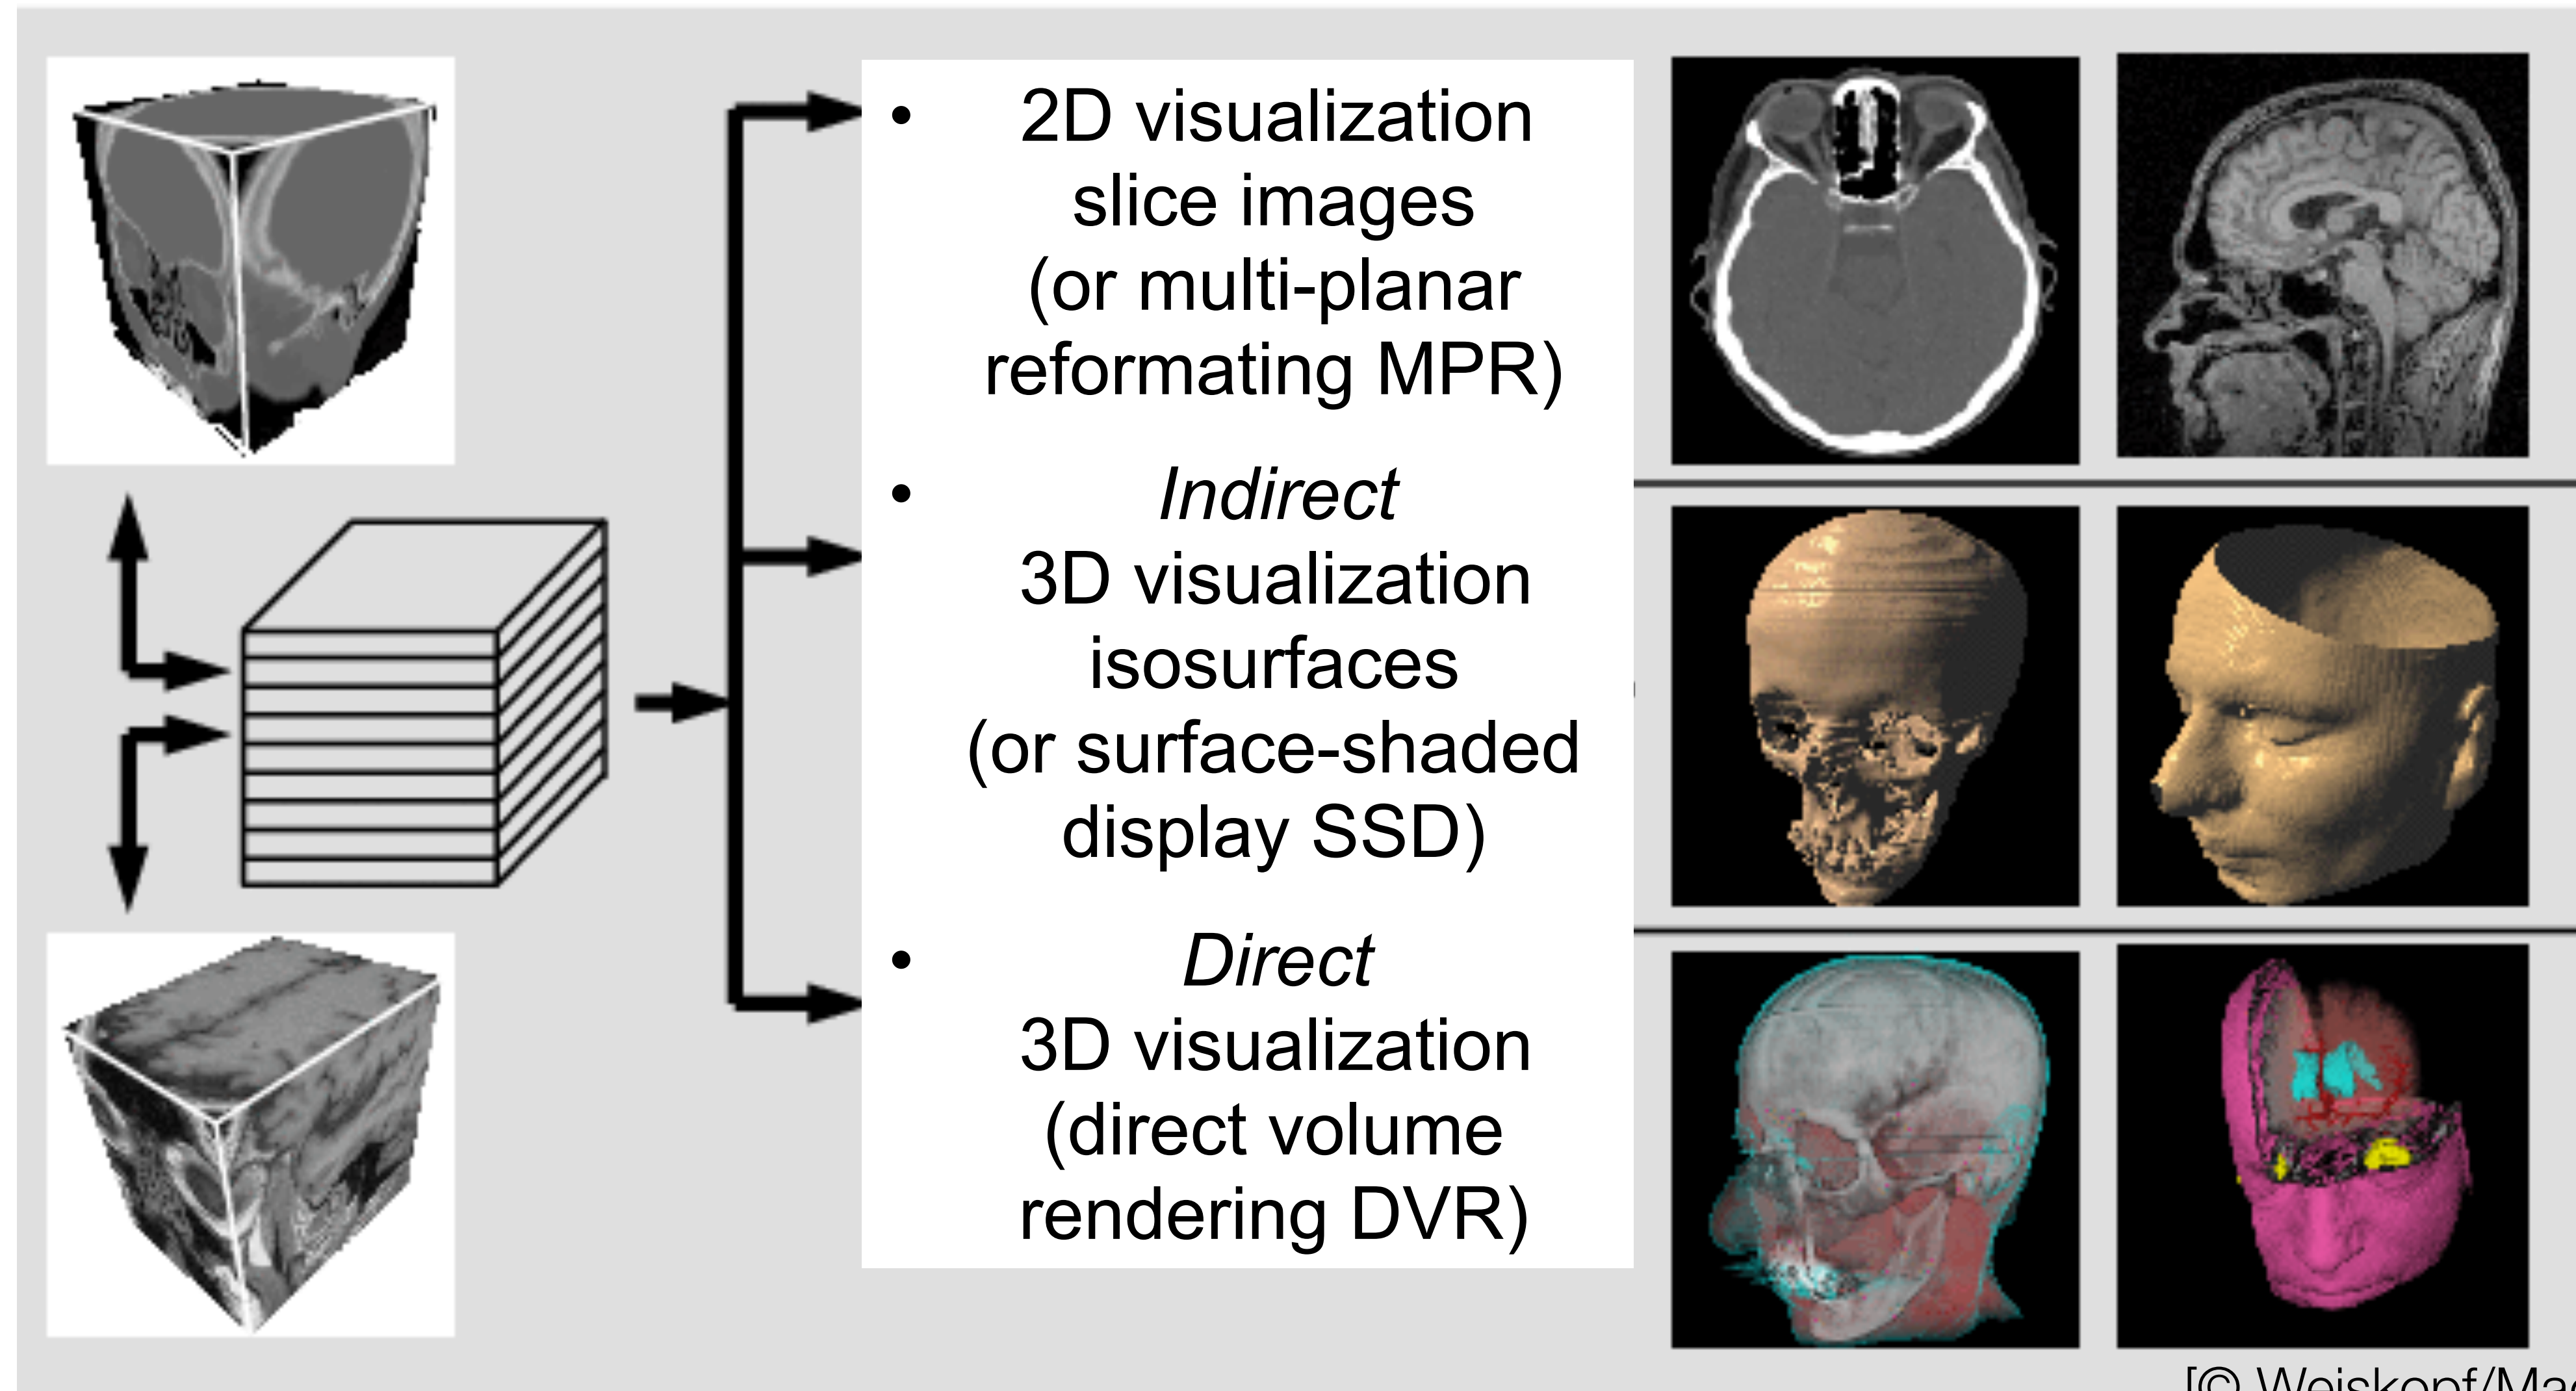 • 2D visualization
slice images
(or multi-planar
reformating MPR)
• Indirect
3D visualization
isosurfaces
(or surface-shaded
display SSD)
• Direct
3D visualization
(direct volume
rendering DVR)
[© Weiskopf/